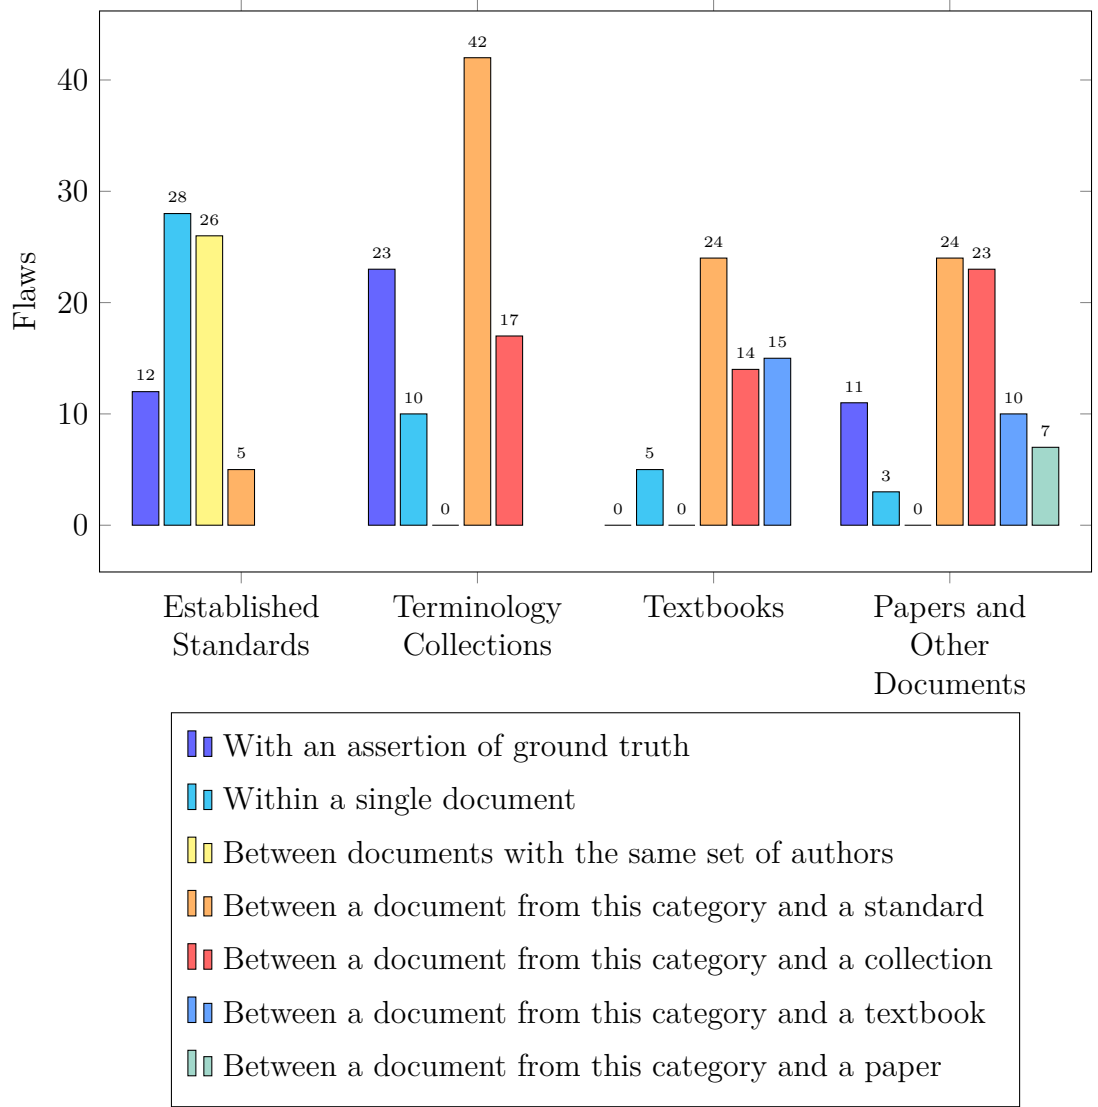 Flaws
40
30
20
10
0
12
28
26
5
23
10
0
42
17
0
5
0
24
14
15
11
3
0
24
23
10
7
Established
Standards
Terminology
Collections
Textbooks
Papers and
Other
Documents
With an assertion of ground truth
Within a single document
Between documents with the same set of authors
Between a document from this category and a standard
Between a document from this category and a collection
Between a document from this category and a textbook
Between a document from this category and a paper